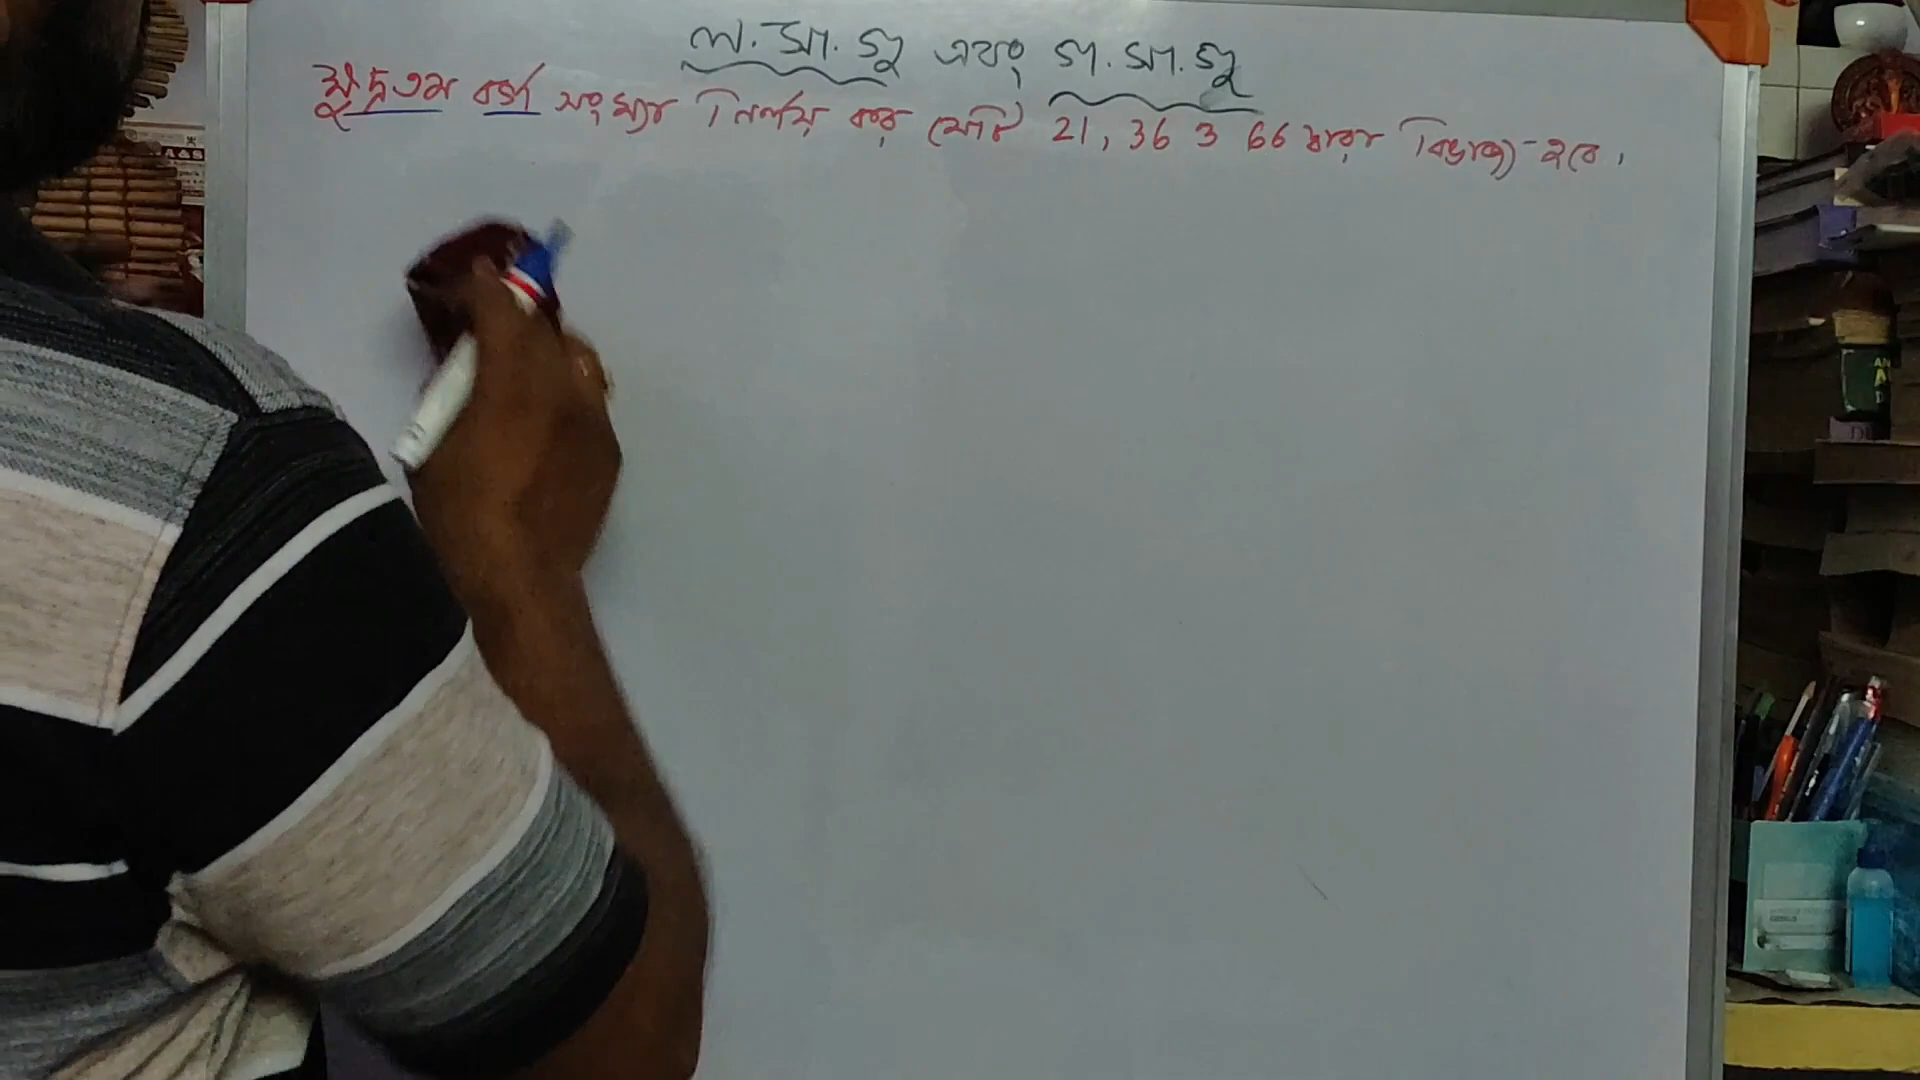 ল. সা. গু এবং গ. সা. গু
ক্ষুদ্রতম বর্গ সংখ্যা নির্ণয় কর যেটি 21, 36 ও 66 দ্বারা বিভাজ্য হবে।